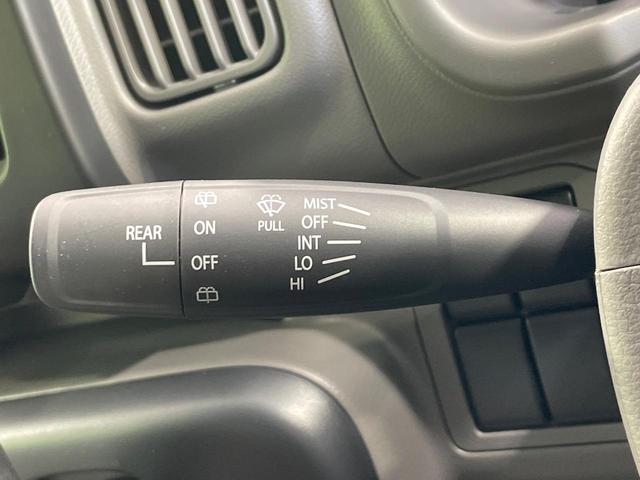 REAR
ON
OFF
PULL
MIST
OFF
INT
LO
HI